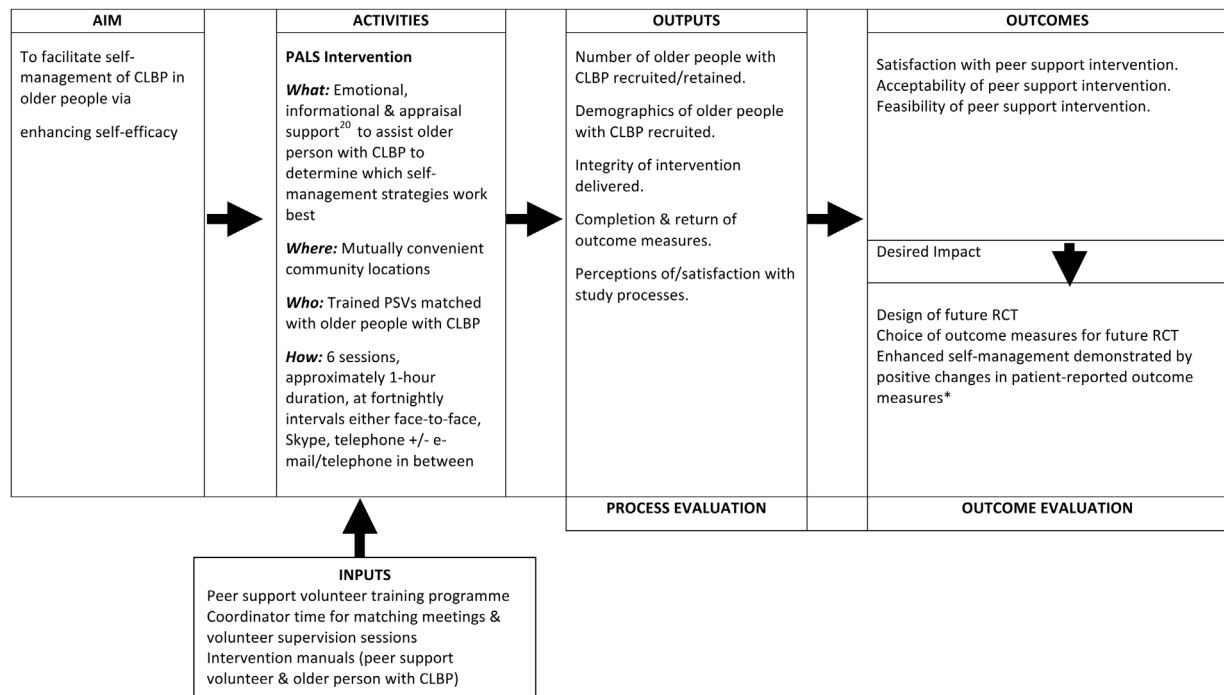 AIM
To facilitate self-
management of CLBP in
older people via
enhancing self-efficacy
ACTIVITIES
PALS Intervention
What: Emotional,
informational & appraisal
support20 to assist older
person with CLBP to
determine which self-
management strategies work
best
Where: Mutually convenient
community locations
Who: Trained PSVs matched
with older people with CLBP
How: 6 sessions,
approximately 1-hour
duration, at fortnightly
intervals either face-to-face,
Skype, telephone +/- e-
mail/telephone in between
OUTPUTS
Number of older people with
CLBP recruited/retained.
Demographics of older people
with CLBP recruited.
Integrity of intervention
delivered.
Completion & return of
outcome measures.
Perceptions of/satisfaction with
study processes.
PROCESS EVALUATION
OUTCOMES
Satisfaction with peer support intervention.
Acceptability of peer support intervention.
Feasibility of peer support intervention.
Desired Impact
Design of future RCT
Choice of outcome measures for future RCT
Enhanced self-management demonstrated by
positive changes in patient-reported outcome
measures*
OUTCOME EVALUATION
INPUTS
Peer support volunteer training programme
Coordinator time for matching meetings &
volunteer supervision sessions
Intervention manuals (peer support
volunteer & older person with CLBP)